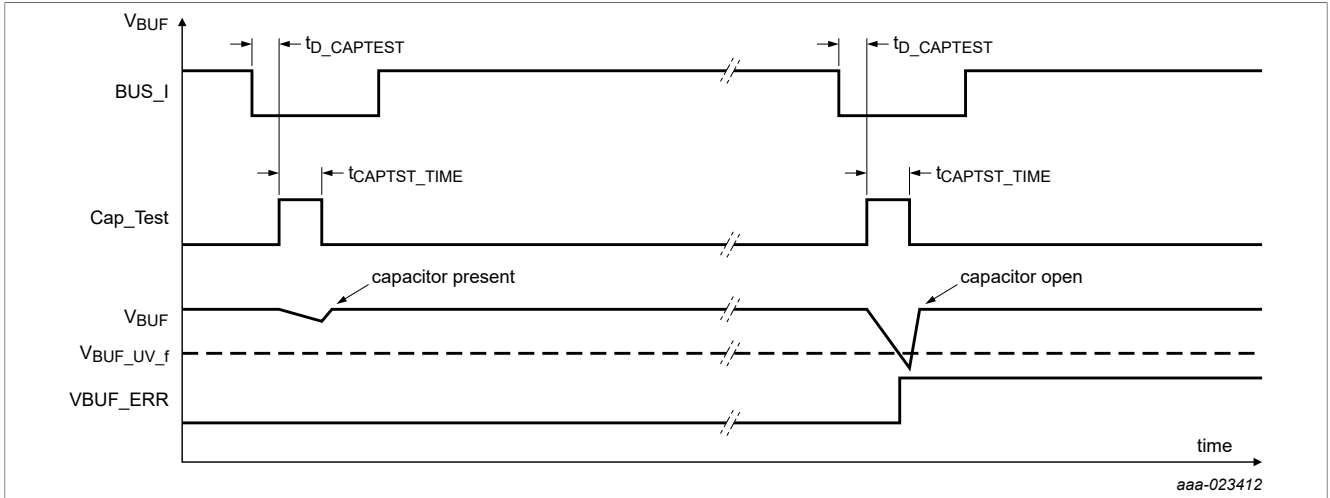 VBUF
tD_CAPTEST
tD_CAPTEST
BUS_I
tCAPTST_TIME
tCAPTST_TIME
Cap_Test
capacitor present
capacitor open
VBUF
VBUF_UV_f
VBUF_ERR
time
aaa-023412